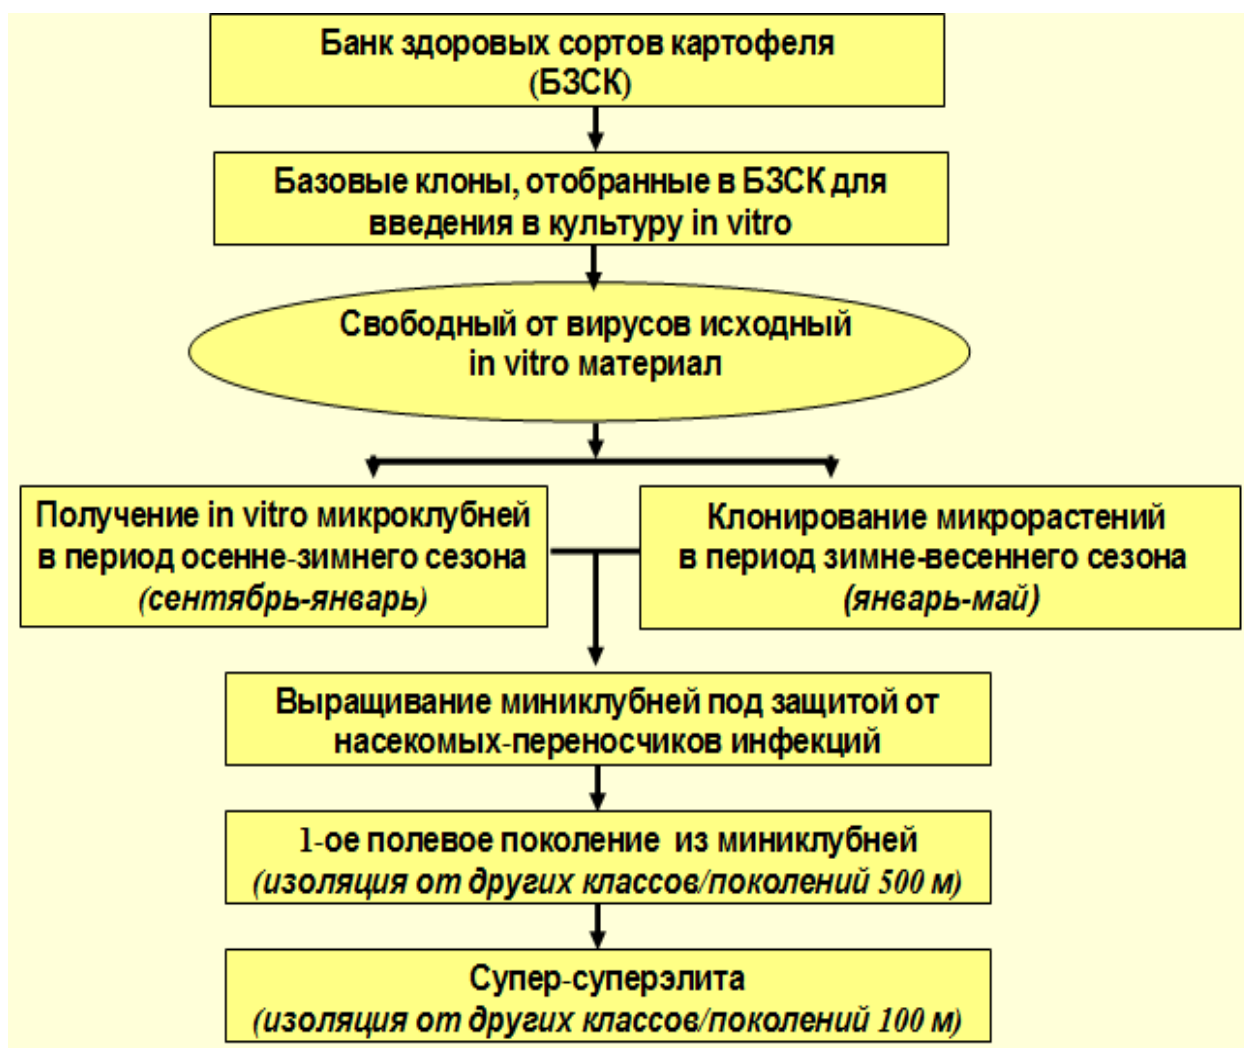 Банк здоровых сортов картофеля
(БЗСК)
Базовые клоны, отобранные в БЗСК для
введения в культуру in vitro
Свободный от вирусов исходный
in vitro материал
Получение in vitro микроклубней
в период осенне-зимнего сезона
(сентябрь-январь)
Клонирование микрорастений
в период зимне-весеннего сезона
(январь-май)
Выращивание миниклубней под защитой от
насекомых-переносчиков инфекций
1-ое полевое поколение из миниклубней
(изоляция от других классов/поколений 500 м)
Супер-суперэлита
(изоляция от других классов/поколений 100 м)